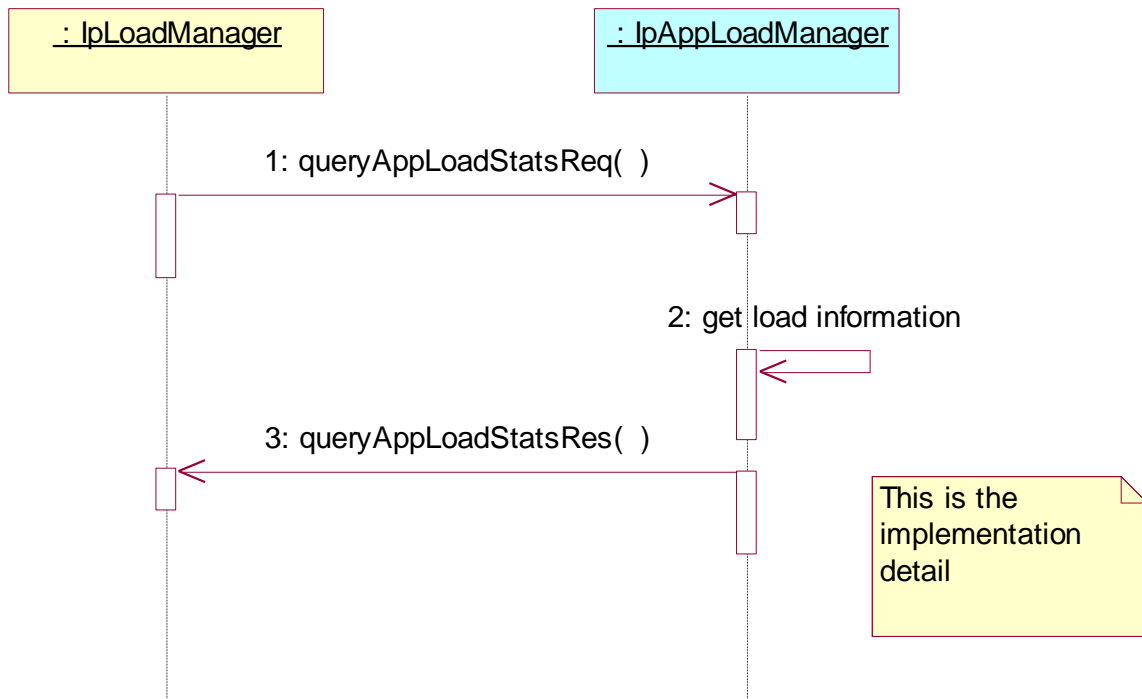 : IpLoadManager
: IpAppLoadManager
1: queryAppLoadStatsReq( )
2: get load information
3: queryAppLoadStatsRes( )
This is the
implementation
detail